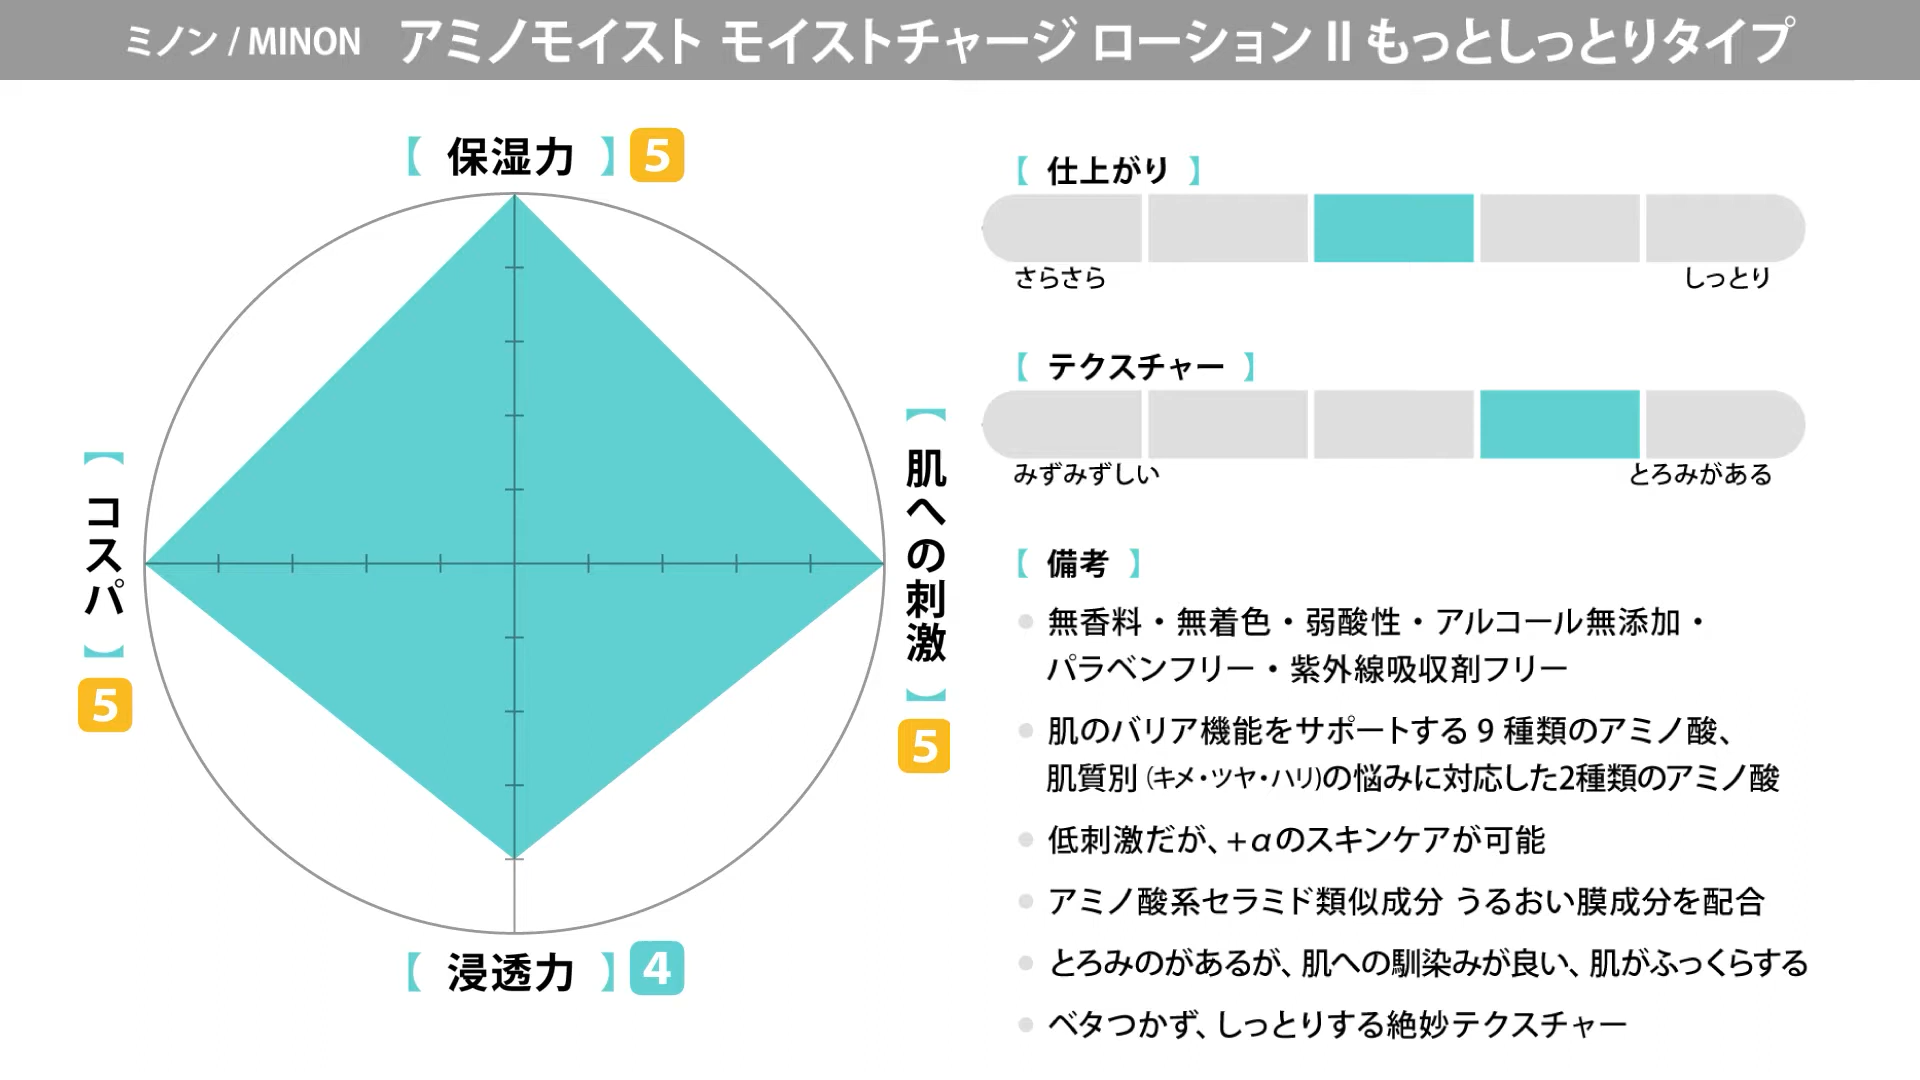 ミノン / MINON アミノモイスト モイストチャージ ローション II もっとしっとりタイプ
【 保湿力 】 5
【 コスパ 】 5
【 肌への刺激 】 5
【 浸透力 】 4
【 仕上がり 】
さらさら しっとり
【 テクスチャー 】
みずみずしい とろみがある
【 備考 】
無香料・無着色・弱酸性・アルコール無添加・
パラベンフリー・紫外線吸収剤フリー
肌のバリア機能をサポートする 9 種類のアミノ酸、
肌質別 (キメ・ツヤ・ハリ)の悩みに対応した2種類のアミノ酸
低刺激だが、+αのスキンケアが可能
アミノ酸系セラミド類似成分 うるおい膜成分を配合
とろみのがあるが、肌への馴染みが良い、肌がふっくらする
ベタつかず、しっとりする絶妙テクスチャー